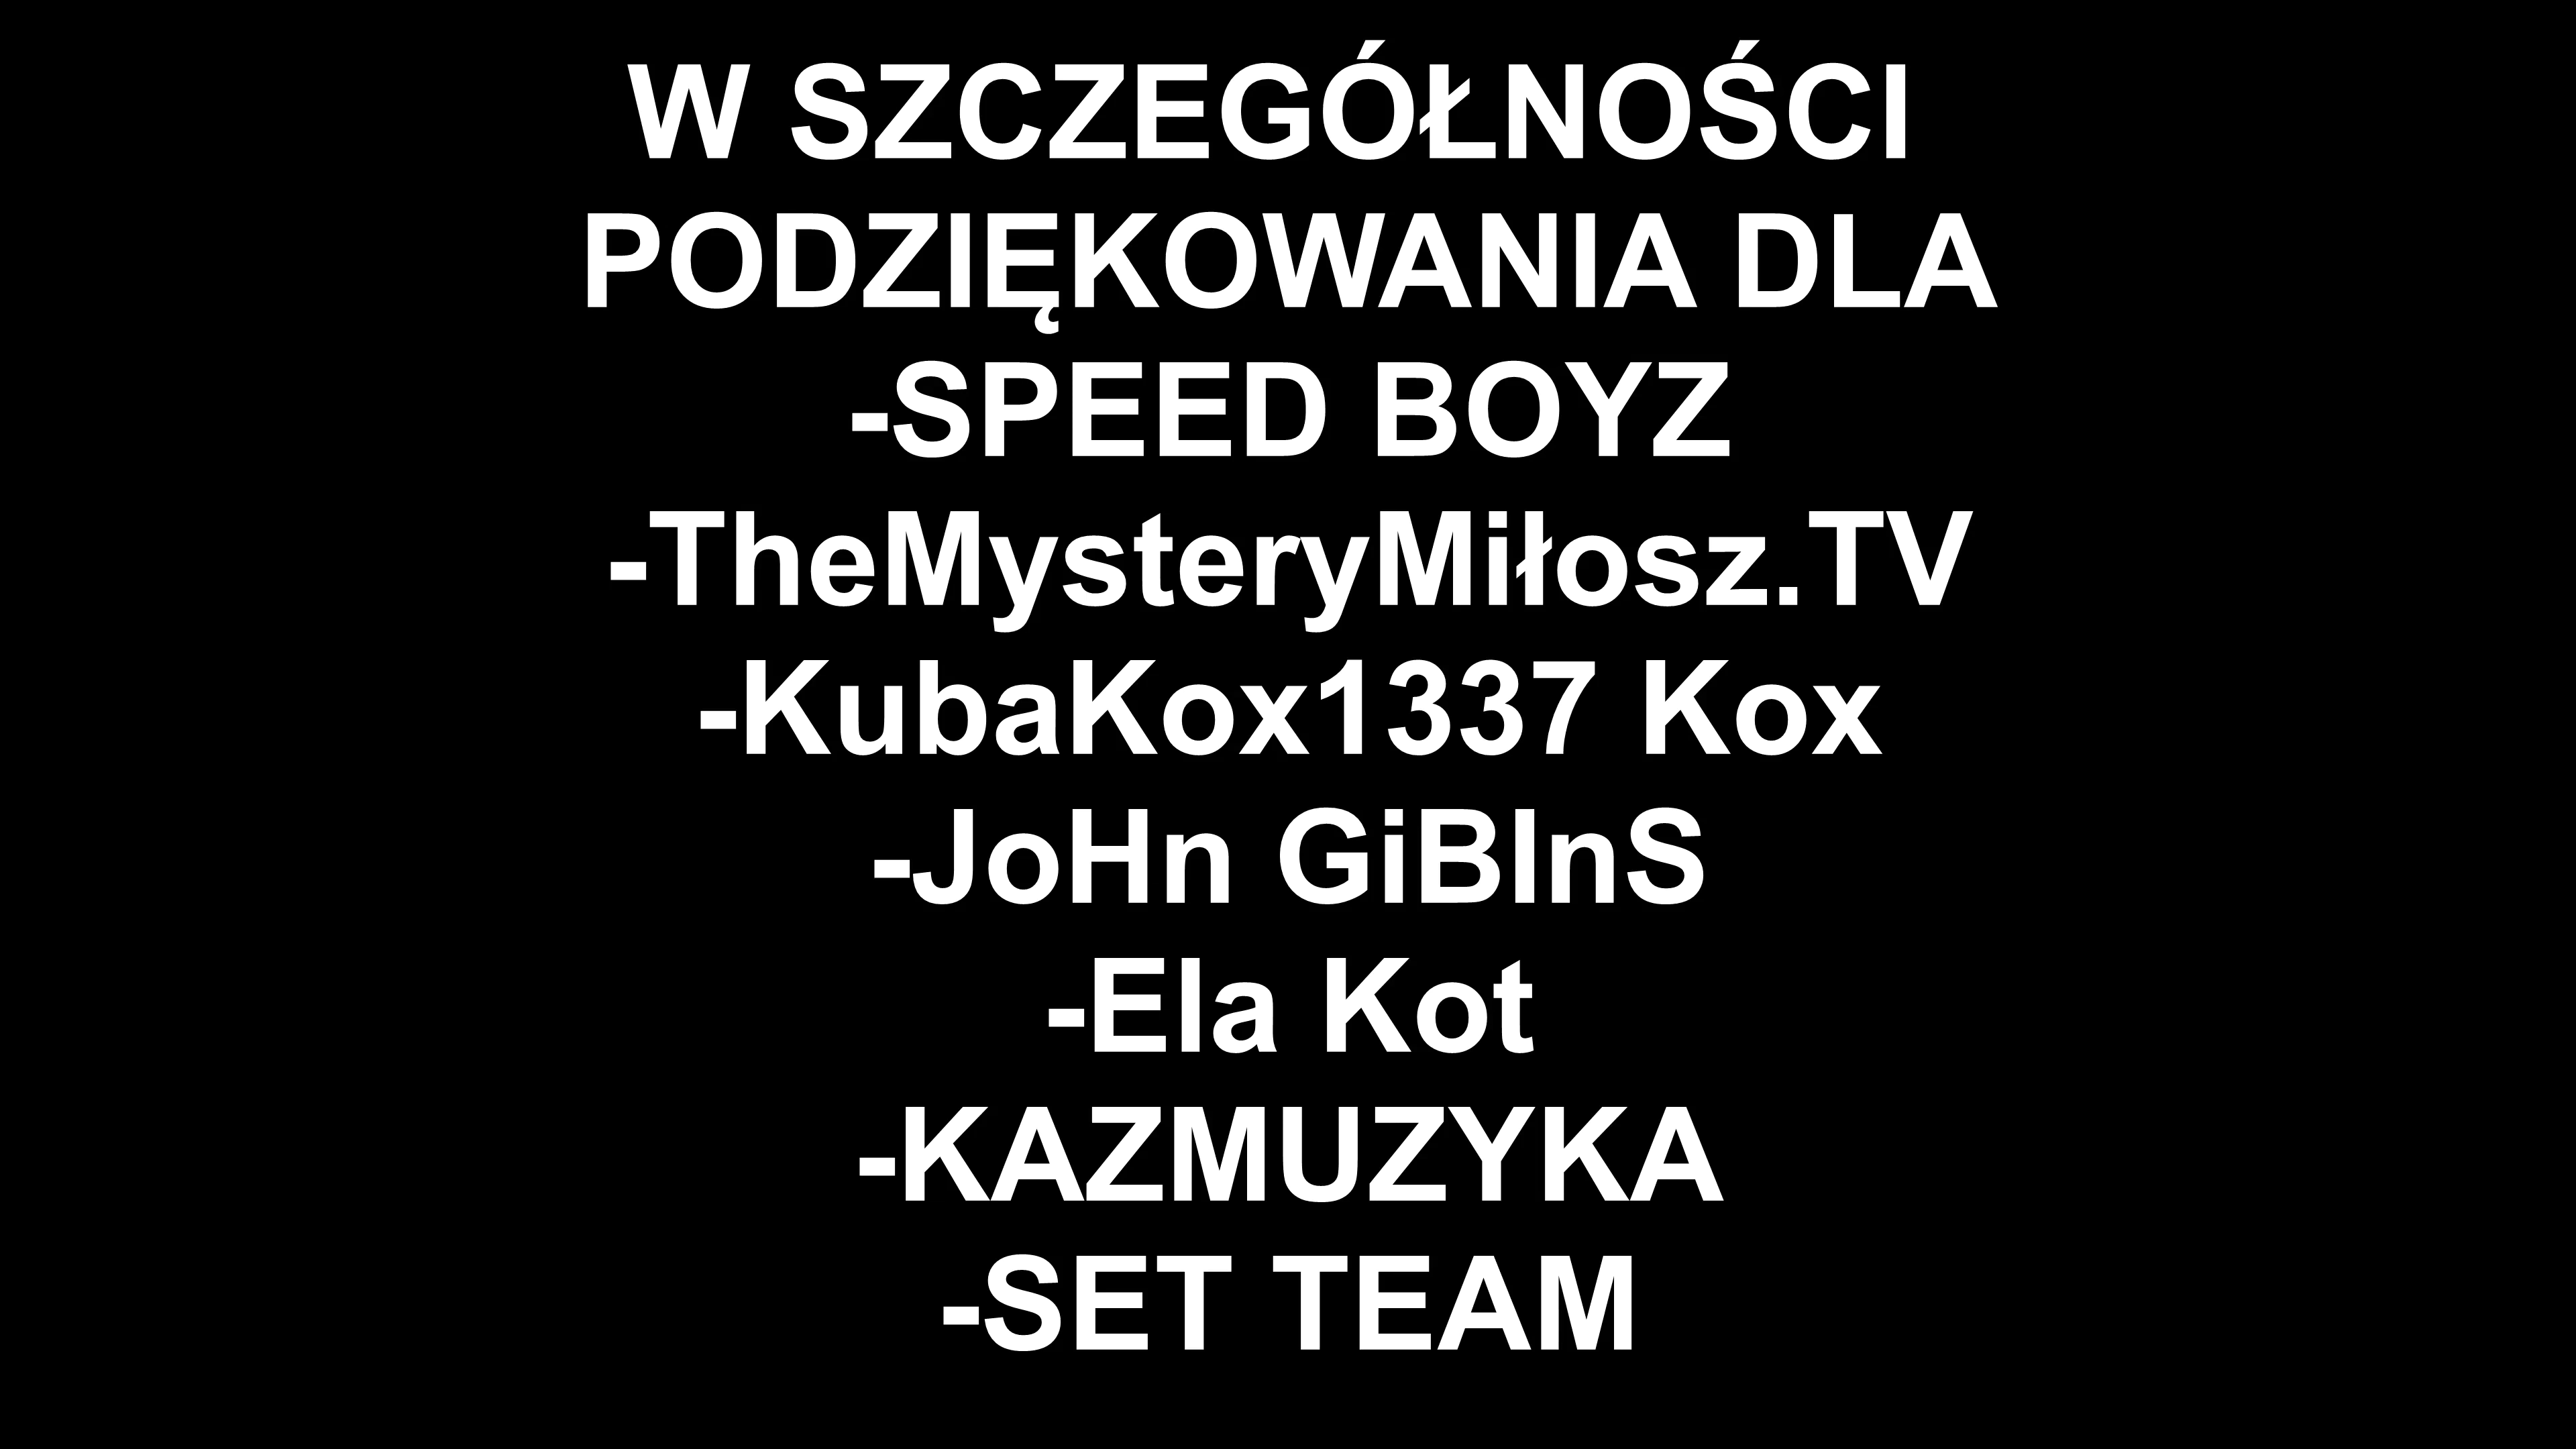 W SZCZEGÓŁNOŚCI
PODZIĘKOWANIA DLA
-SPEED BOYZ
-TheMysteryMiłosz.TV
-KubaKox1337 Kox
-JoHn GiBInS
-Ela Kot
-KAZMUZYKA
-SET TEAM